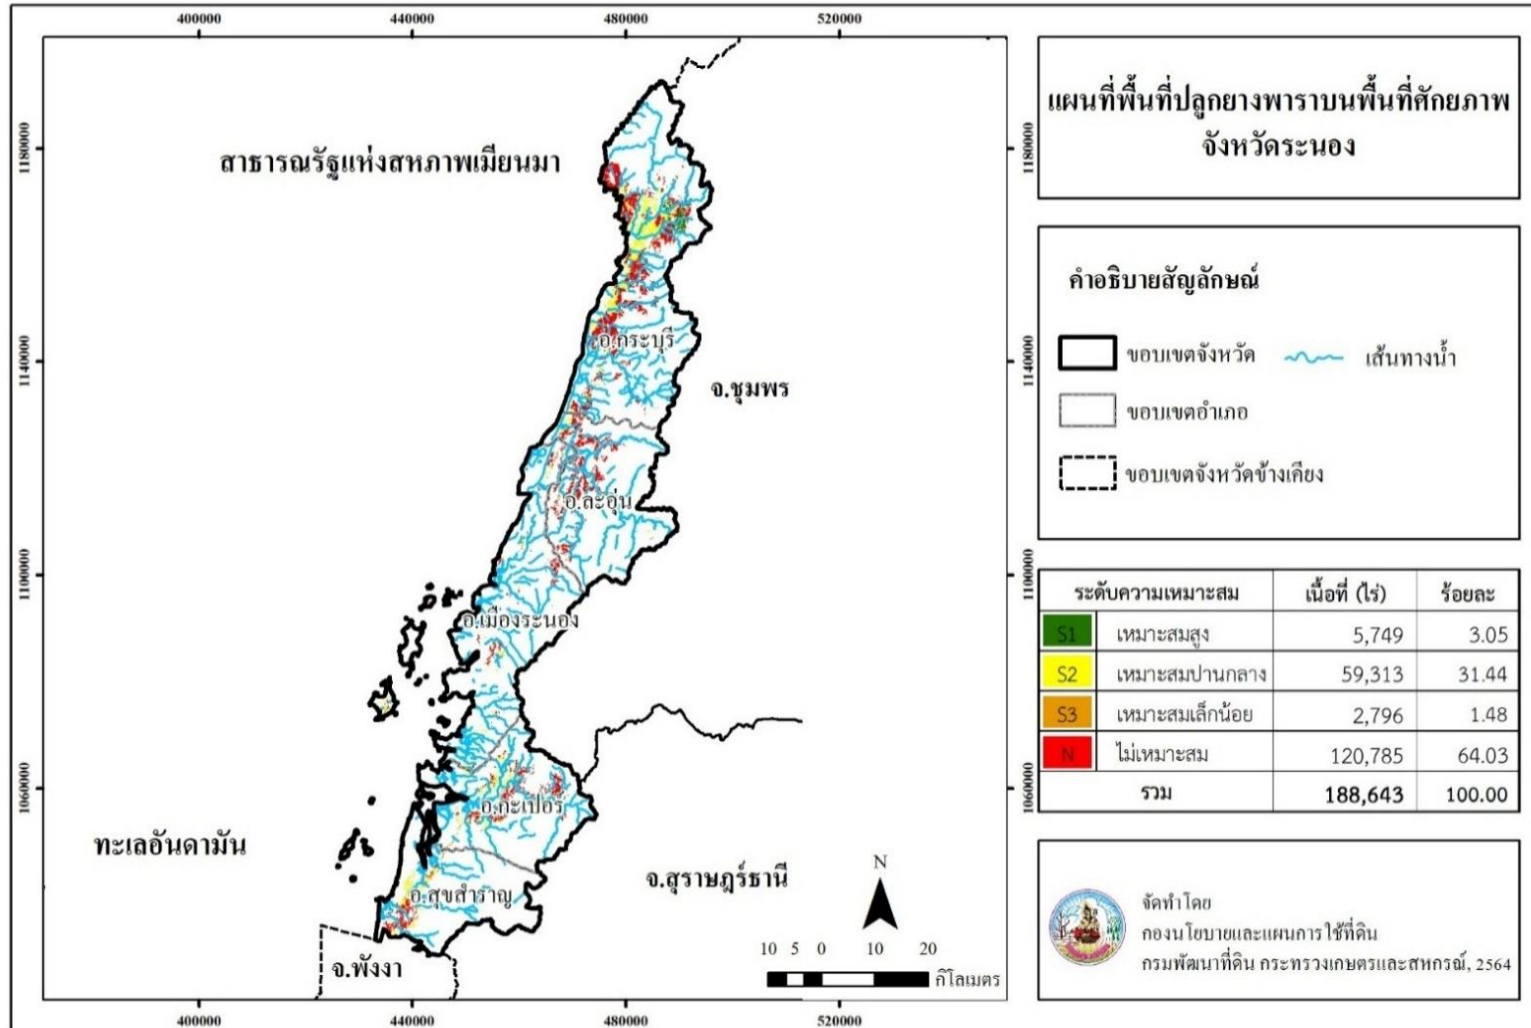 400000 440000 480000 520000
แผนที่พื้นที่ปลูกยางพาราบนพื้นที่ศักยภาพ
จังหวัดระนอง
1180000 1180000
สาธารณรัฐแห่งสหภาพเมียนมา
คำอธิบายสัญลักษณ์
ขอบเขตจังหวัด เส้นทางน้ำ
ขอบเขตอำเภอ
ขอบเขตจังหวัดข้างเคียง
1140000 1140000
อ.กระบุรี
จ.ชุมพร
อ.ละอุ่น
1100000 1100000
อ.เมืองระนอง
ระดับความเหมาะสม เนื้อที่ (ไร่) ร้อยละ
S1 เหมาะสมสูง 5,749 3.05
S2 เหมาะสมปานกลาง 59,313 31.44
S3 เหมาะสมเล็กน้อย 2,796 1.48
N ไม่เหมาะสม 120,785 64.03
รวม 188,643 100.00
1060000 1060000
อ.กะเปอร์
ทะเลอันดามัน
จ.สุราษฎร์ธานี
อ.สุขสำราญ
จ.พังงา
N
10 5 0 10 20
กิโลเมตร
จัดทำโดย
กองนโยบายและแผนการใช้ที่ดิน
กรมพัฒนาที่ดิน กระทรวงเกษตรและสหกรณ์, 2564
400000 440000 480000 520000